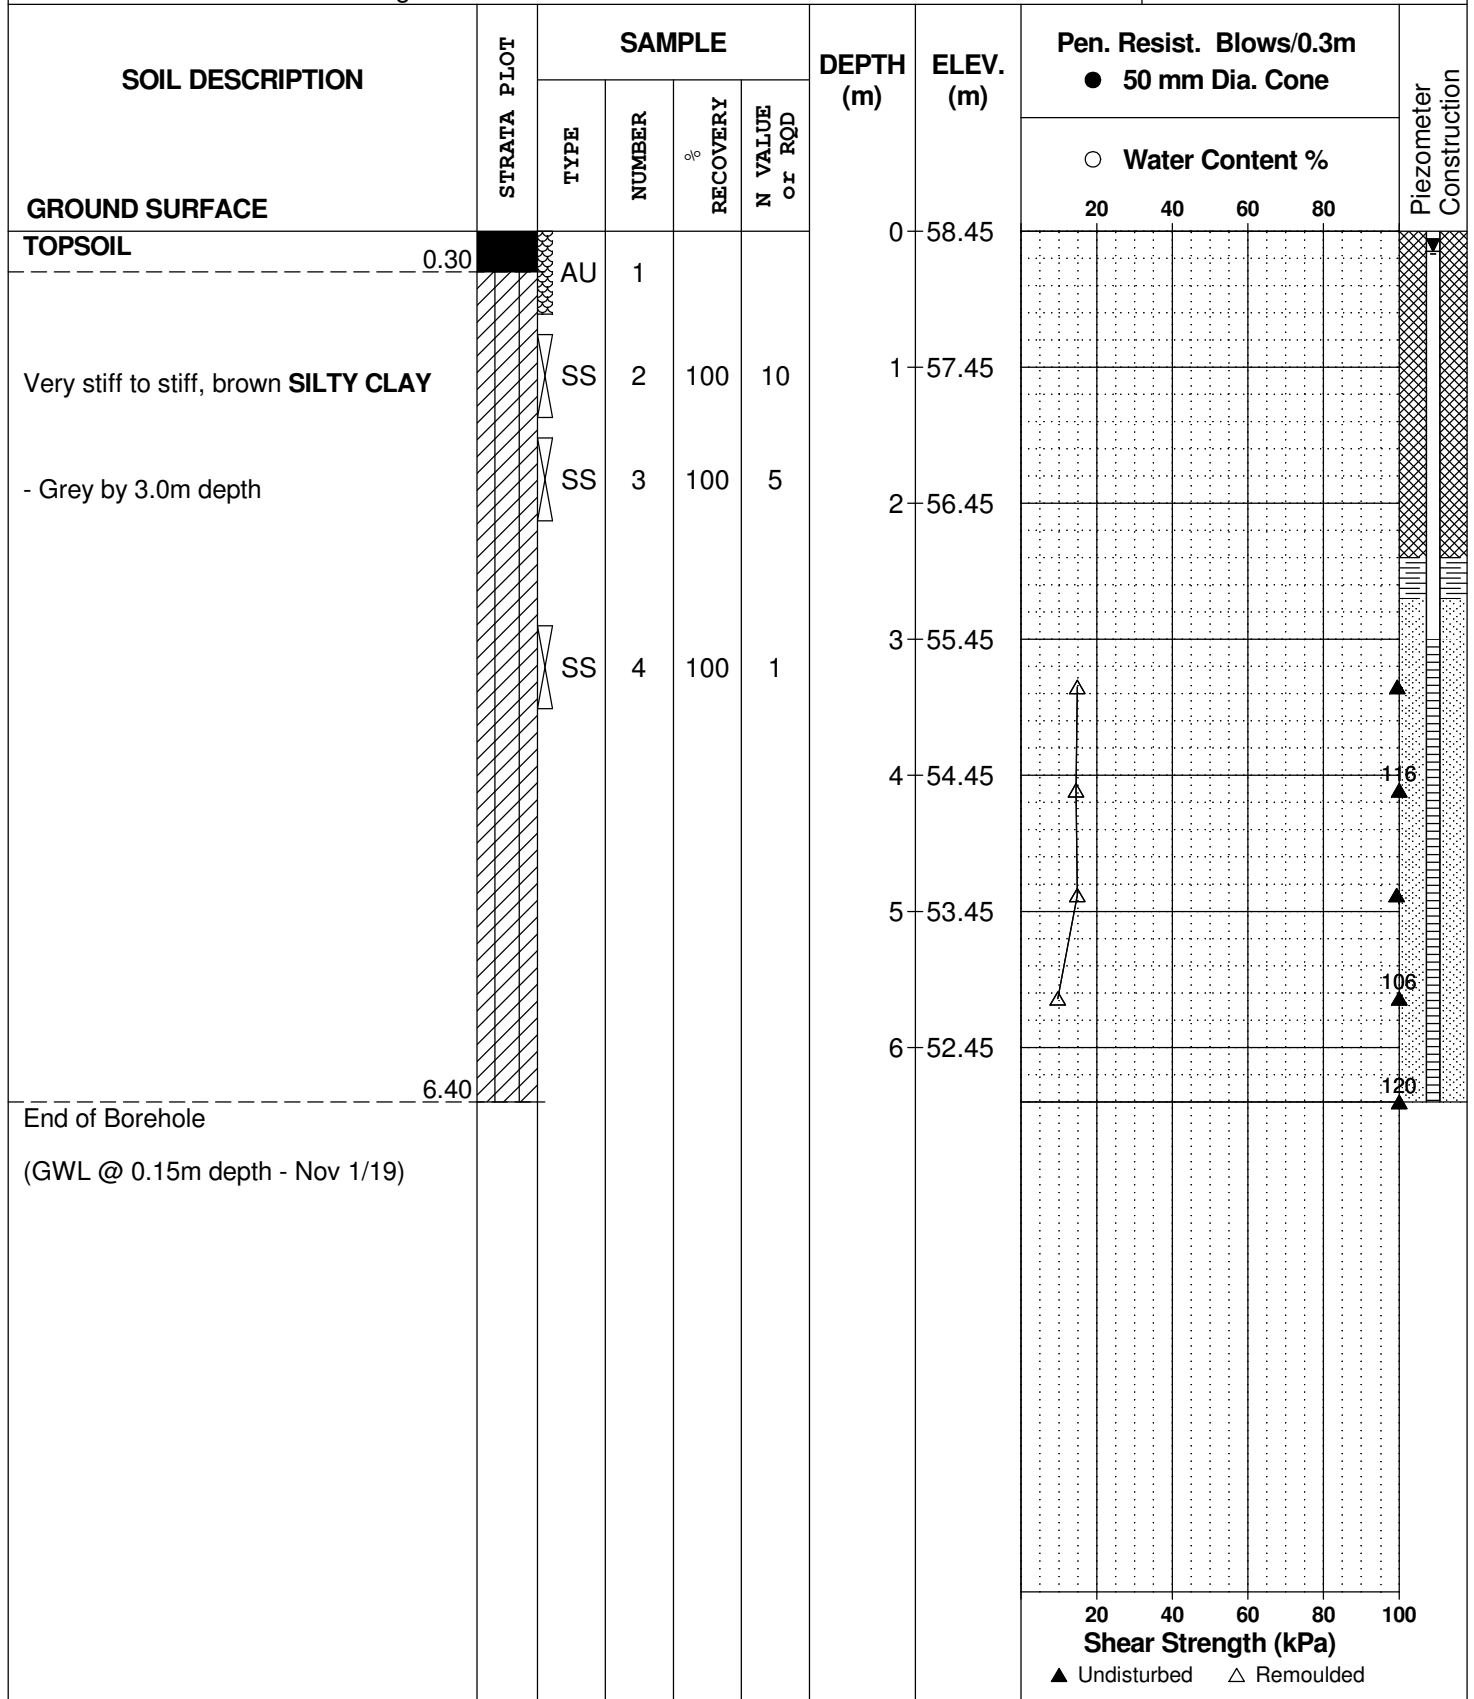 SOIL DESCRIPTION
GROUND SURFACE
STRATA PLOT
SAMPLE
TYPE
NUMBER
%
RECOVERY
N VALUE
or RQD
DEPTH
(m)
ELEV.
(m)
Pen. Resist. Blows/0.3m
● 50 mm Dia. Cone
○ Water Content %
20 40 60 80
Piezometer
Construction
TOPSOIL
0.30
AU 1
0 58.45
Very stiff to stiff, brown SILTY CLAY
SS 2 100 10
1 57.45
- Grey by 3.0m depth
SS 3 100 5
2 56.45
3 55.45
SS 4 100 1
4 54.45
116
5 53.45
106
6 52.45
6.40
120
End of Borehole
(GWL @ 0.15m depth - Nov 1/19)
20 40 60 80 100
Shear Strength (kPa)
▲ Undisturbed △ Remoulded